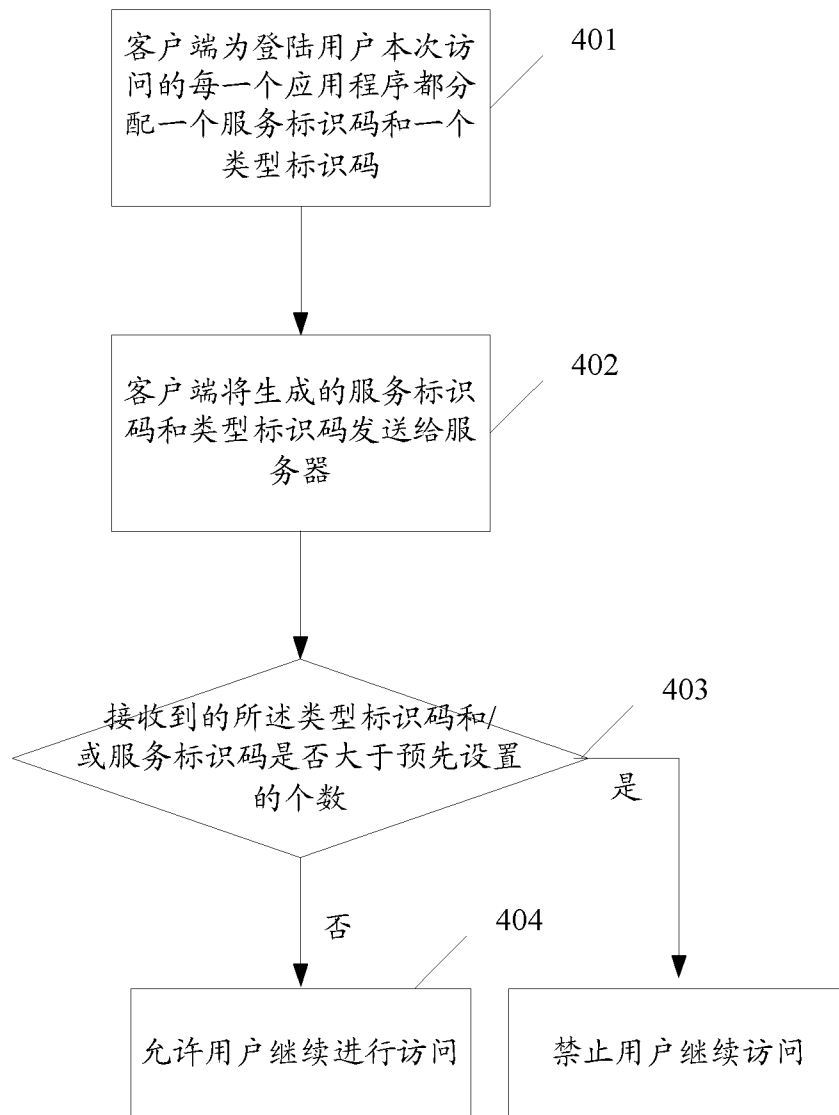 客户端为登陆用户本次访
问的每一个应用程序都分
配一个服务标识码和一个
类型标识码
401
客户端将生成的服务标识
码和类型标识码发送给服
务器
402
接收到的所述类型标识码和/
或服务标识码是否大于预先设置
的个数
403
是
否
404
允许用户继续进行访问
禁止用户继续访问